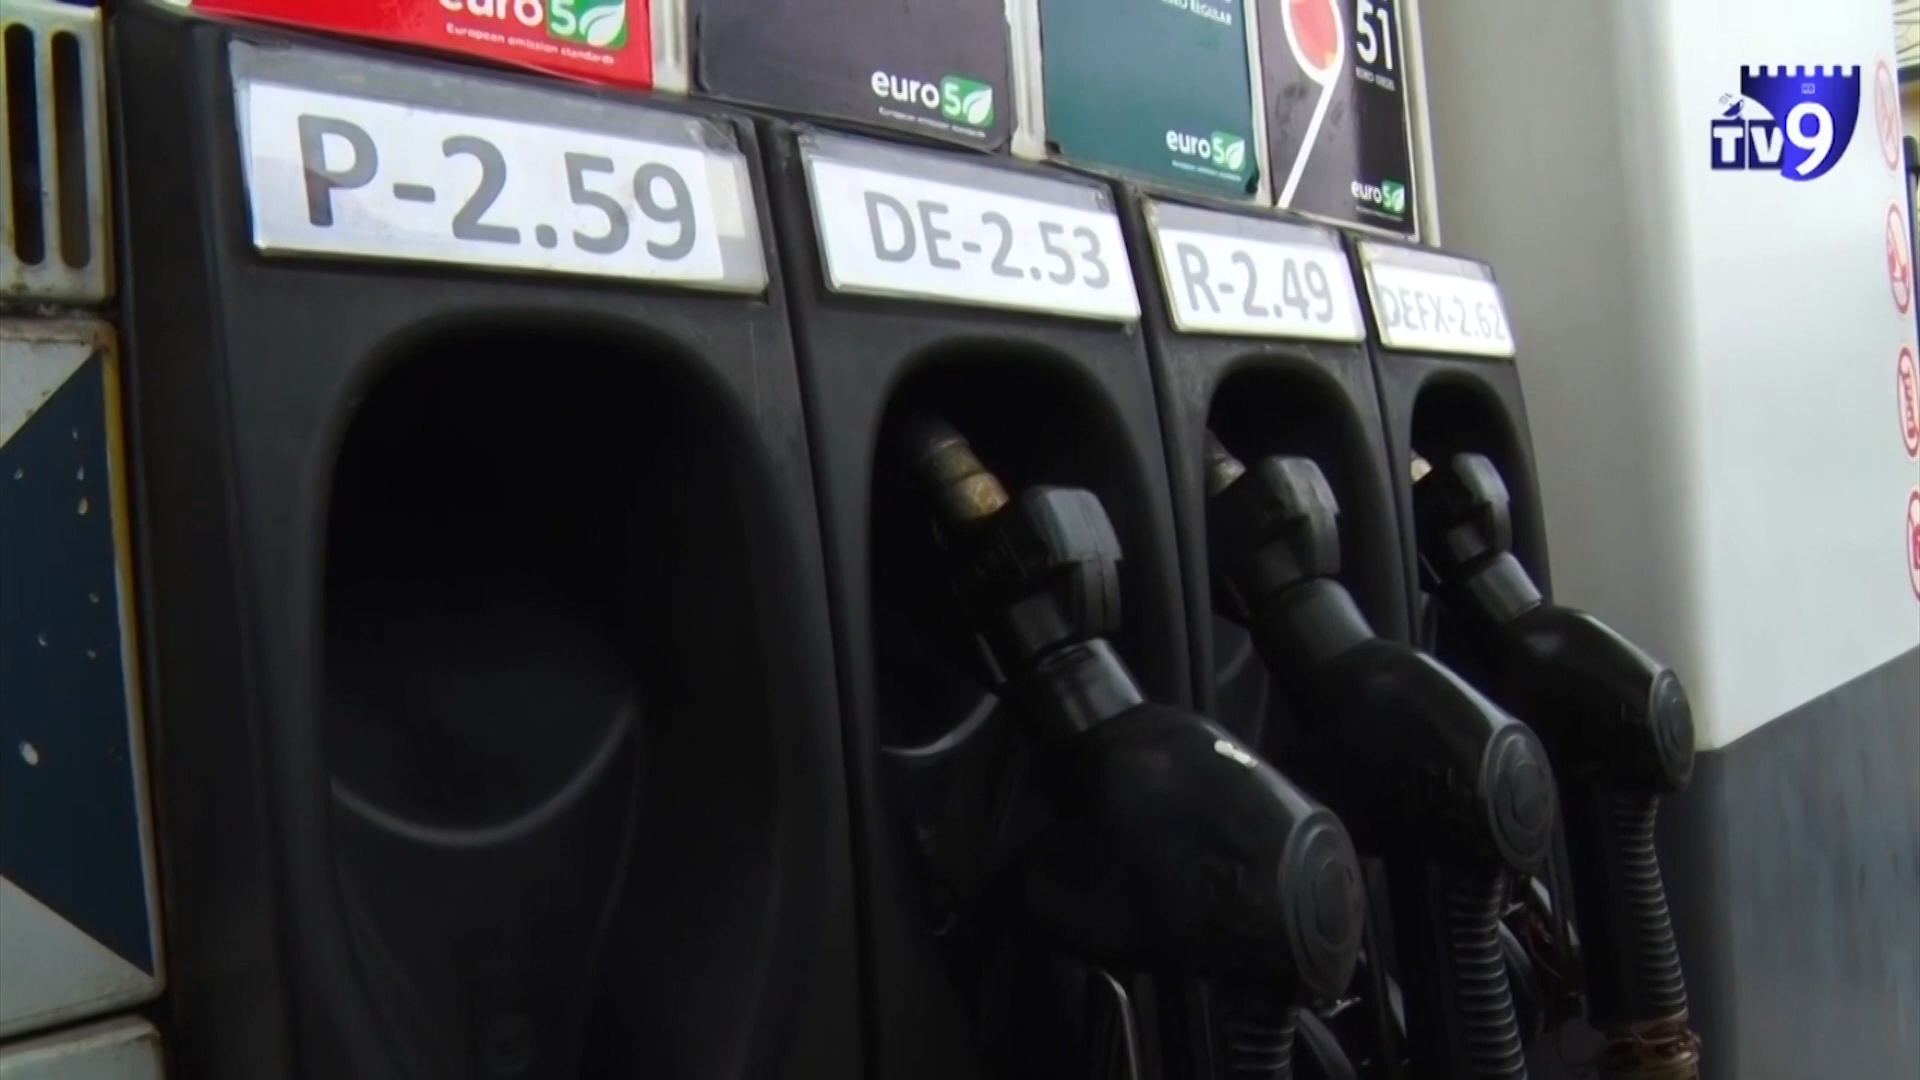 euro5
European emission standards
euro5
European emission standards
REGULAR
euro5
51
euro5
P-2.59
DE-2.53
R-2.49
DEFX-2.62
TV9